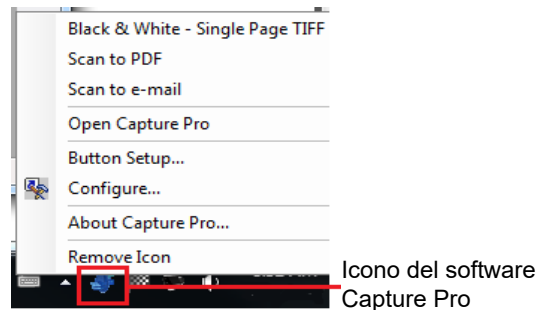 Black & White - Single Page TIFF
Scan to PDF
Scan to e-mail
Open Capture Pro
Button Setup...
Configure...
About Capture Pro...
Remove Icon
Icono del software
Capture Pro